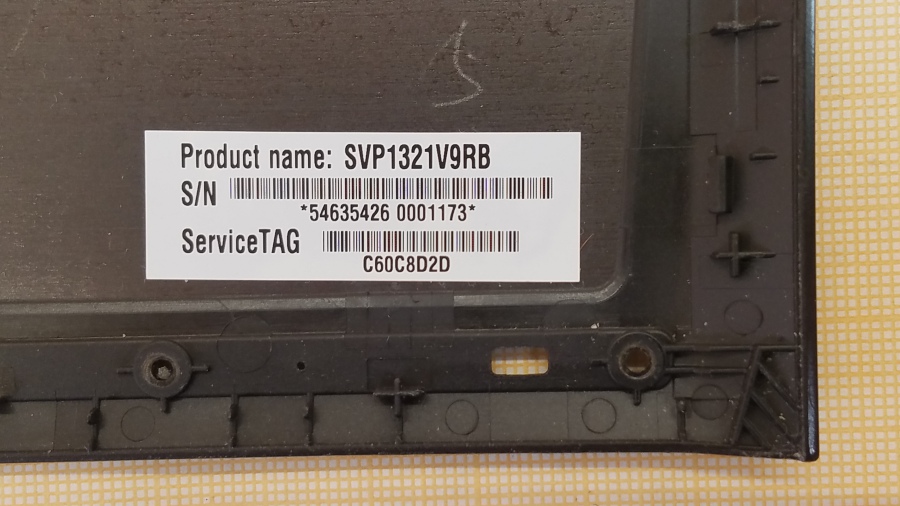 Product name: SVP1321V9RB
S/N
*54635426 0001173*
ServiceTAG
C60C8D2D